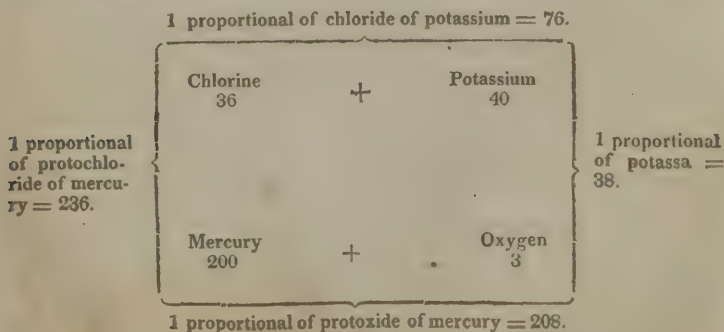 1 proportional of chloride of potassium = 76.
Chlorine + Potassium
36 40
1 proportional
of protochlo-
ride of mercu-
ry = 236.
1 proportional
of potassa =
38.
Mercury + Oxygen
200 3
1 proportional of protoxide of mercury = 208.